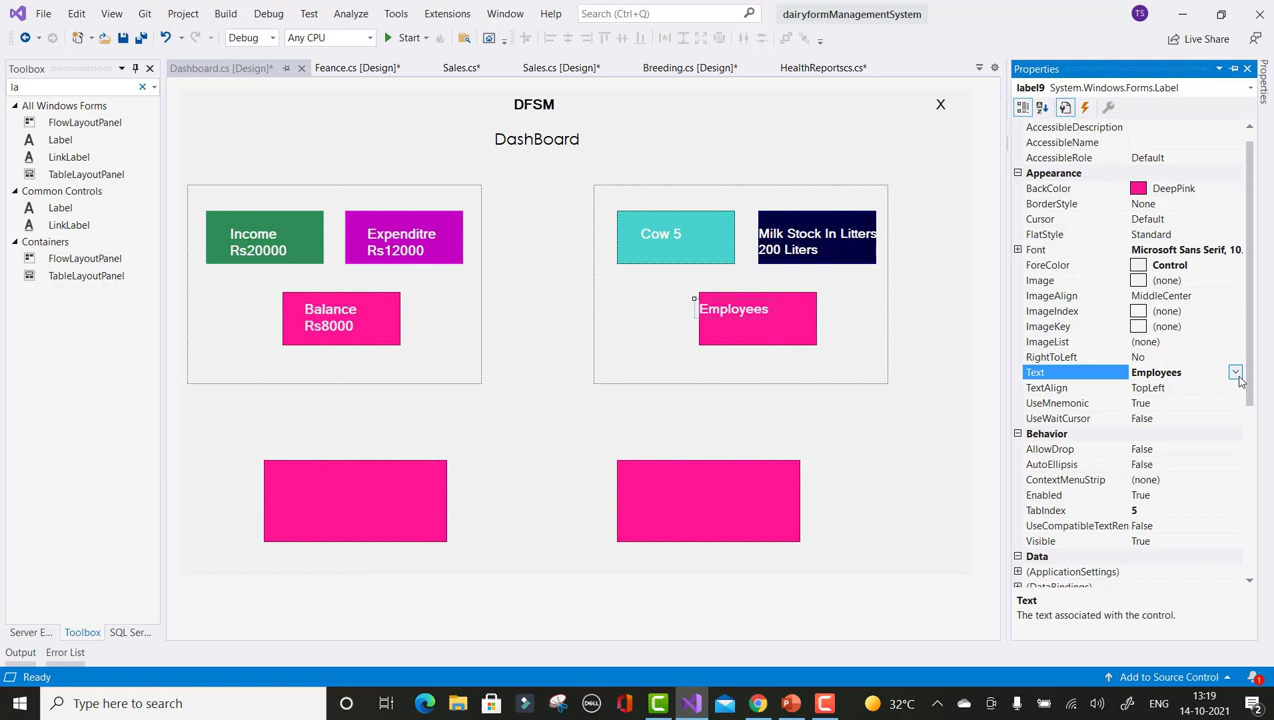 File Edit View Git Project Build Debug Test Analyze Tools Extensions Window Help Search (Ctrl+Q) dairyformManagementSystem TS
Debug Any CPU Start Live Share
Toolbox
la
All Windows Forms
FlowLayoutPanel
Label
LinkLabel
TableLayoutPanel
Common Controls
Label
LinkLabel
Containers
FlowLayoutPanel
TableLayoutPanel
Server E... Toolbox SQL Ser...
Output Error List
Dashboard.cs [Design]* Feance.cs [Design]* Sales.cs* Sales.cs [Design]* Breeding.cs [Design]* HealthReportscs.cs*
DFSM X
DashBoard
Income
Rs20000
Expenditre
Rs12000
Balance
Rs8000
Cow 5
Milk Stock In Litters
200 Liters
Employees
Properties
label9 System.Windows.Forms.Label
AccessibleDescription
AccessibleName
AccessibleRole Default
Appearance
BackColor DeepPink
BorderStyle None
Cursor Default
FlatStyle Standard
Font Microsoft Sans Serif, 10.
ForeColor Control
Image (none)
ImageAlign MiddleCenter
ImageIndex (none)
ImageKey (none)
ImageList (none)
RightToLeft No
Text Employees
TextAlign TopLeft
UseMnemonic True
UseWaitCursor False
Behavior
AllowDrop False
AutoEllipsis False
ContextMenuStrip (none)
Enabled True
TabIndex 5
UseCompatibleTextRen False
Visible True
Data
(ApplicationSettings)
(DataBindings)
Text
The text associated with the control.
Properties
Ready Add to Source Control 1
Type here to search DELL 32°C ENG 13:19
14-10-2021 2